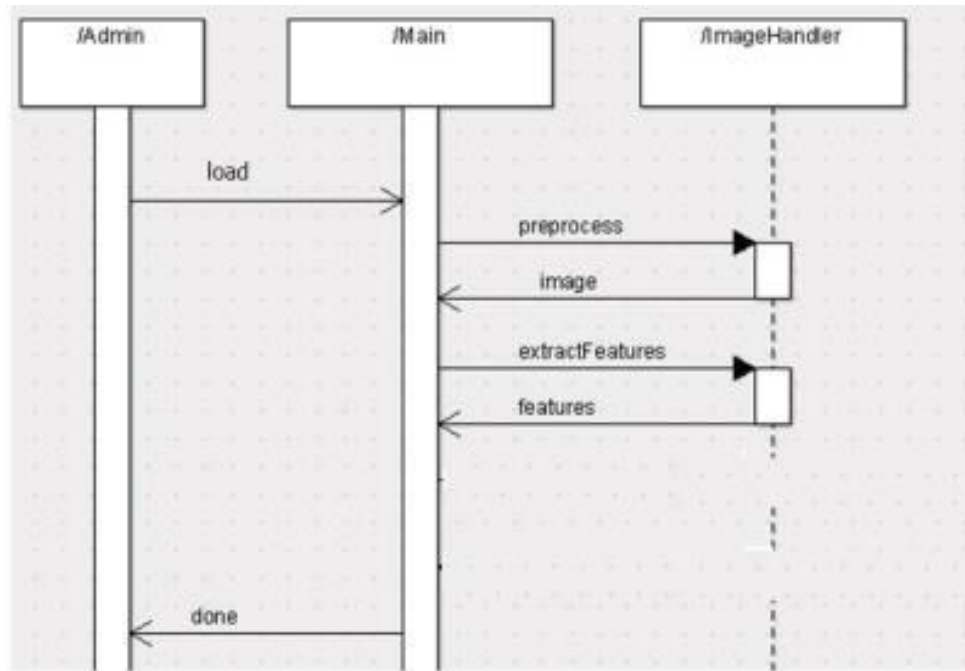 /Admin
/Main
/ImageHandler
load
preprocess
image
extractFeatures
features
done